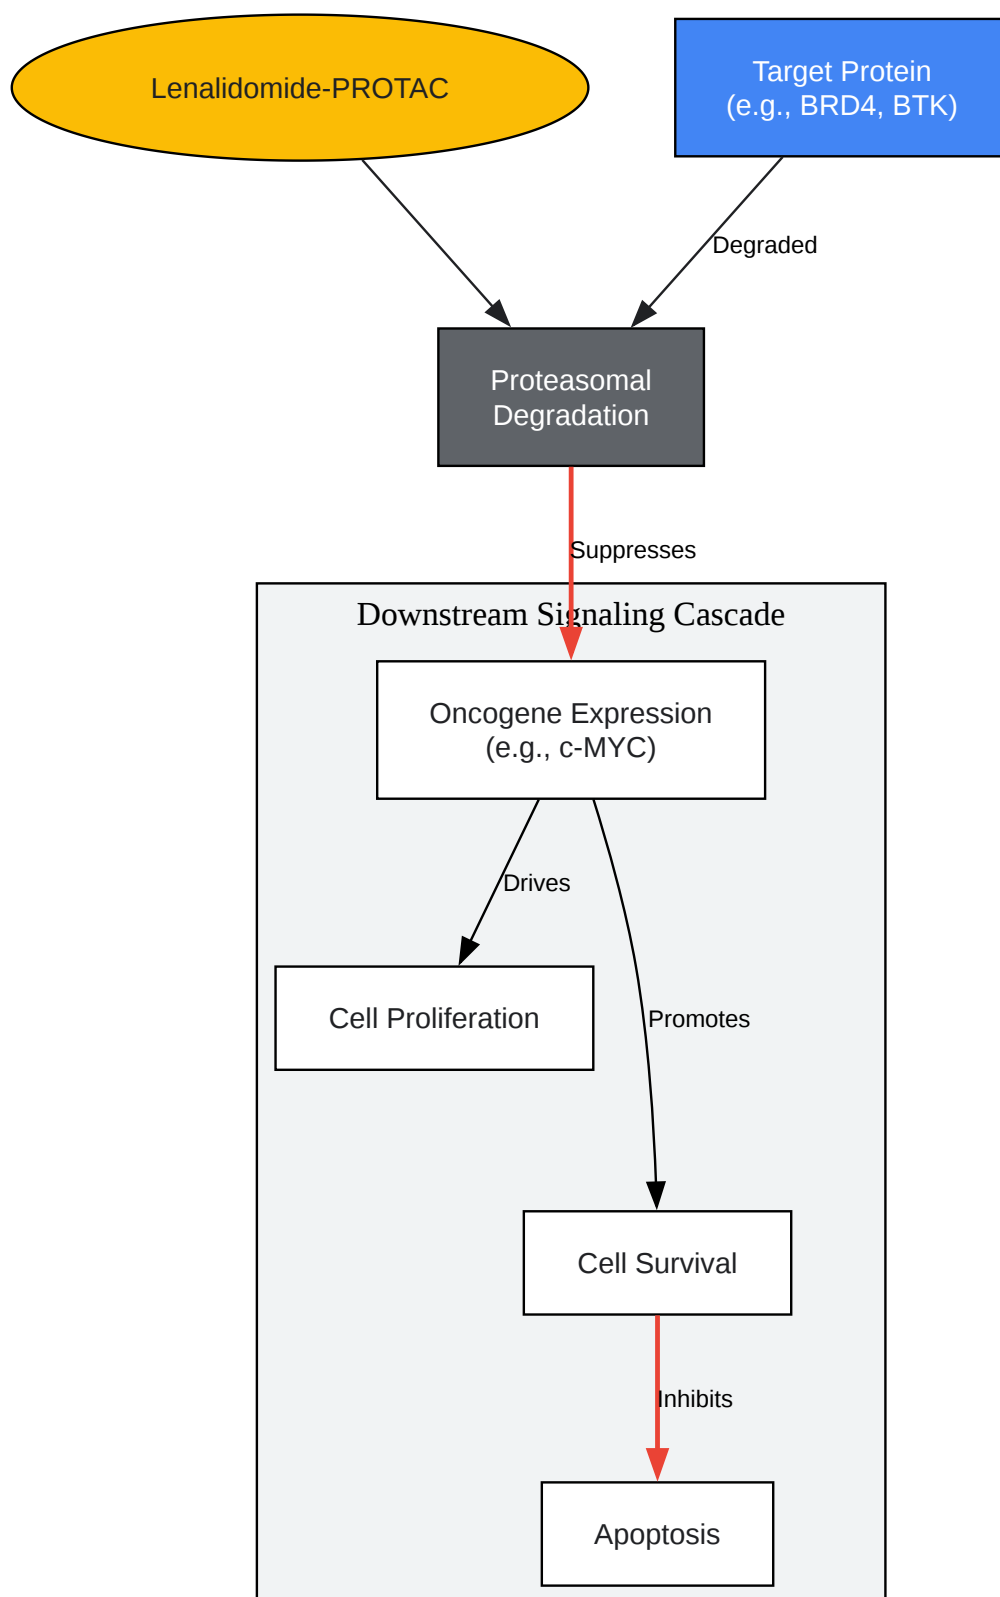 Lenalidomide-PROTAC
Target Protein
(e.g., BRD4, BTK)
Degraded
Proteasomal
Degradation
Suppresses
Downstream Signaling Cascade
Oncogene Expression
(e.g., c-MYC)
Drives
Cell Proliferation
Promotes
Cell Survival
Inhibits
Apoptosis